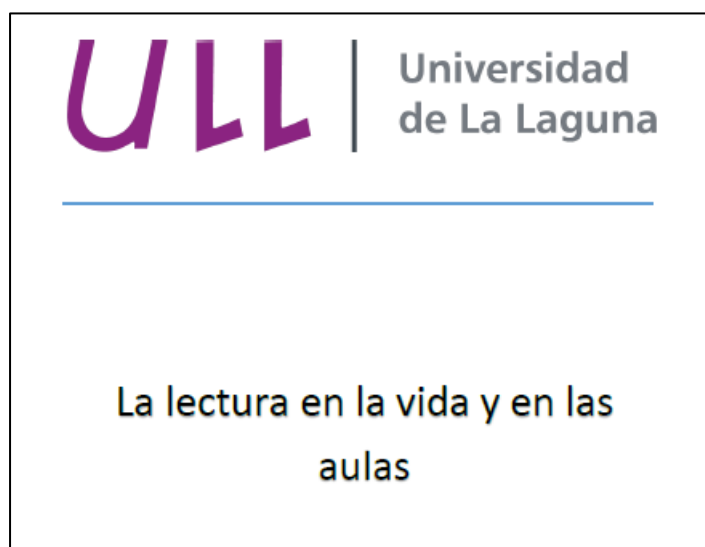 ULL
Universidad
de La Laguna
La lectura en la vida y en las
aulas